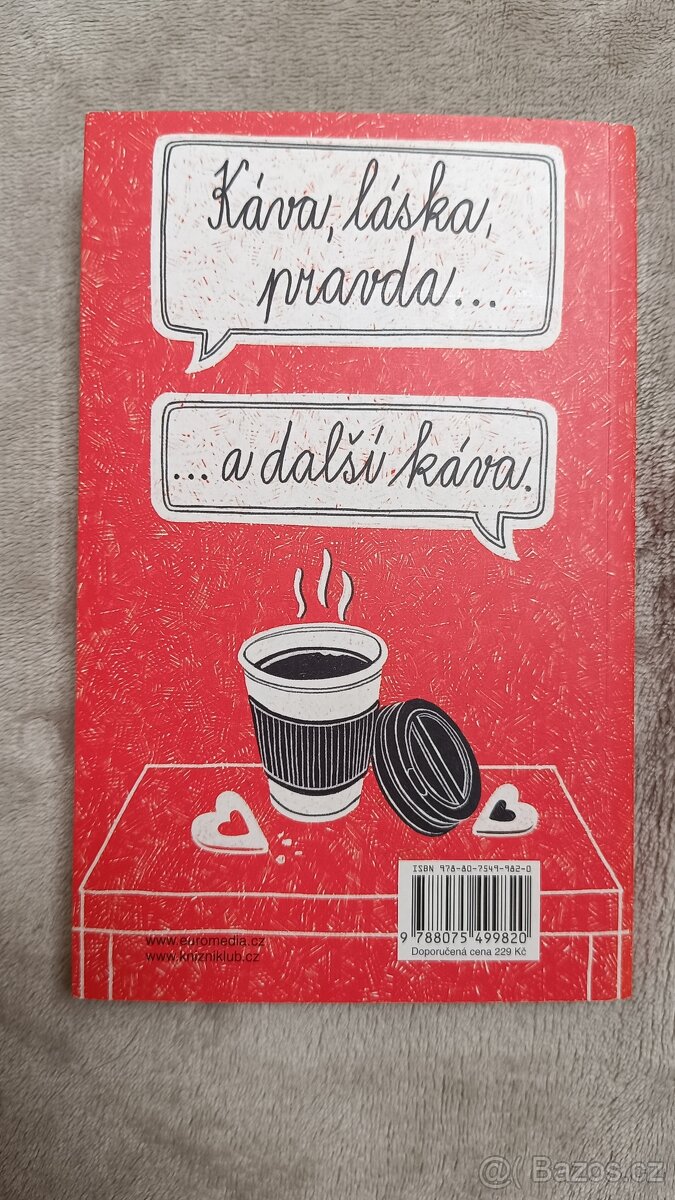 Káva, láska,
pravda...
...a další káva.
ISBN 978-80-7549-982-0
9 788075 499820
Doporučená cena 229 Kč
www.euromedia.cz
www.knizniklub.cz
Bazos.cz